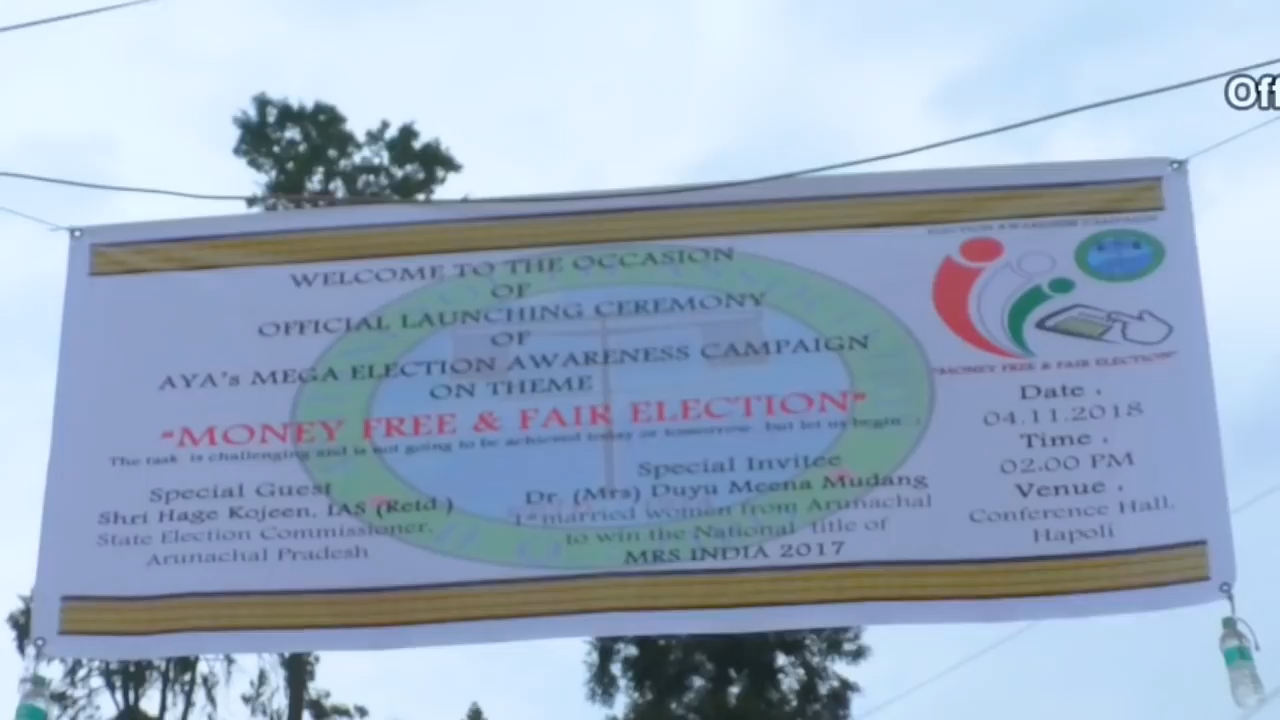 Off
WELCOME TO THE OCCASION
OF
OFFICIAL LAUNCHING CEREMONY
OF
AYA's MEGA ELECTION AWARENESS CAMPAIGN
ON THEME
"MONEY FREE & FAIR ELECTION"
The task is challenging and is not going to be achieved today or tomorrow but let us begin...
Special Guest
Shri Hage Kojeen, IAS (Retd )
State Election Commissioner,
Arunachal Pradesh
Special Invitee
Dr. (Mrs) Duyu Meena Mudang
1st married women from Arunachal
to win the National title of
MRS INDIA 2017
ELECTION AWARENESS CAMPAIGN
"MONEY FREE & FAIR ELECTION"
Date :
04.11.2018
Time :
02.00 PM
Venue :
Conference Hall,
Hapoli